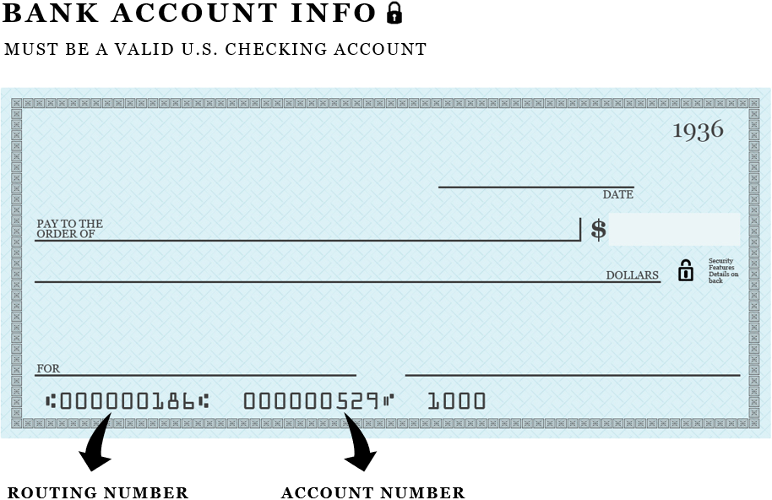 BANK ACCOUNT INFO
MUST BE A VALID U.S. CHECKING ACCOUNT
1936
DATE
PAY TO THE
ORDER OF
$
DOLLARS
Security
Features
Details on
back
FOR
⑆000000186⑆ 000000529⑈ 1000
ROUTING NUMBER ACCOUNT NUMBER